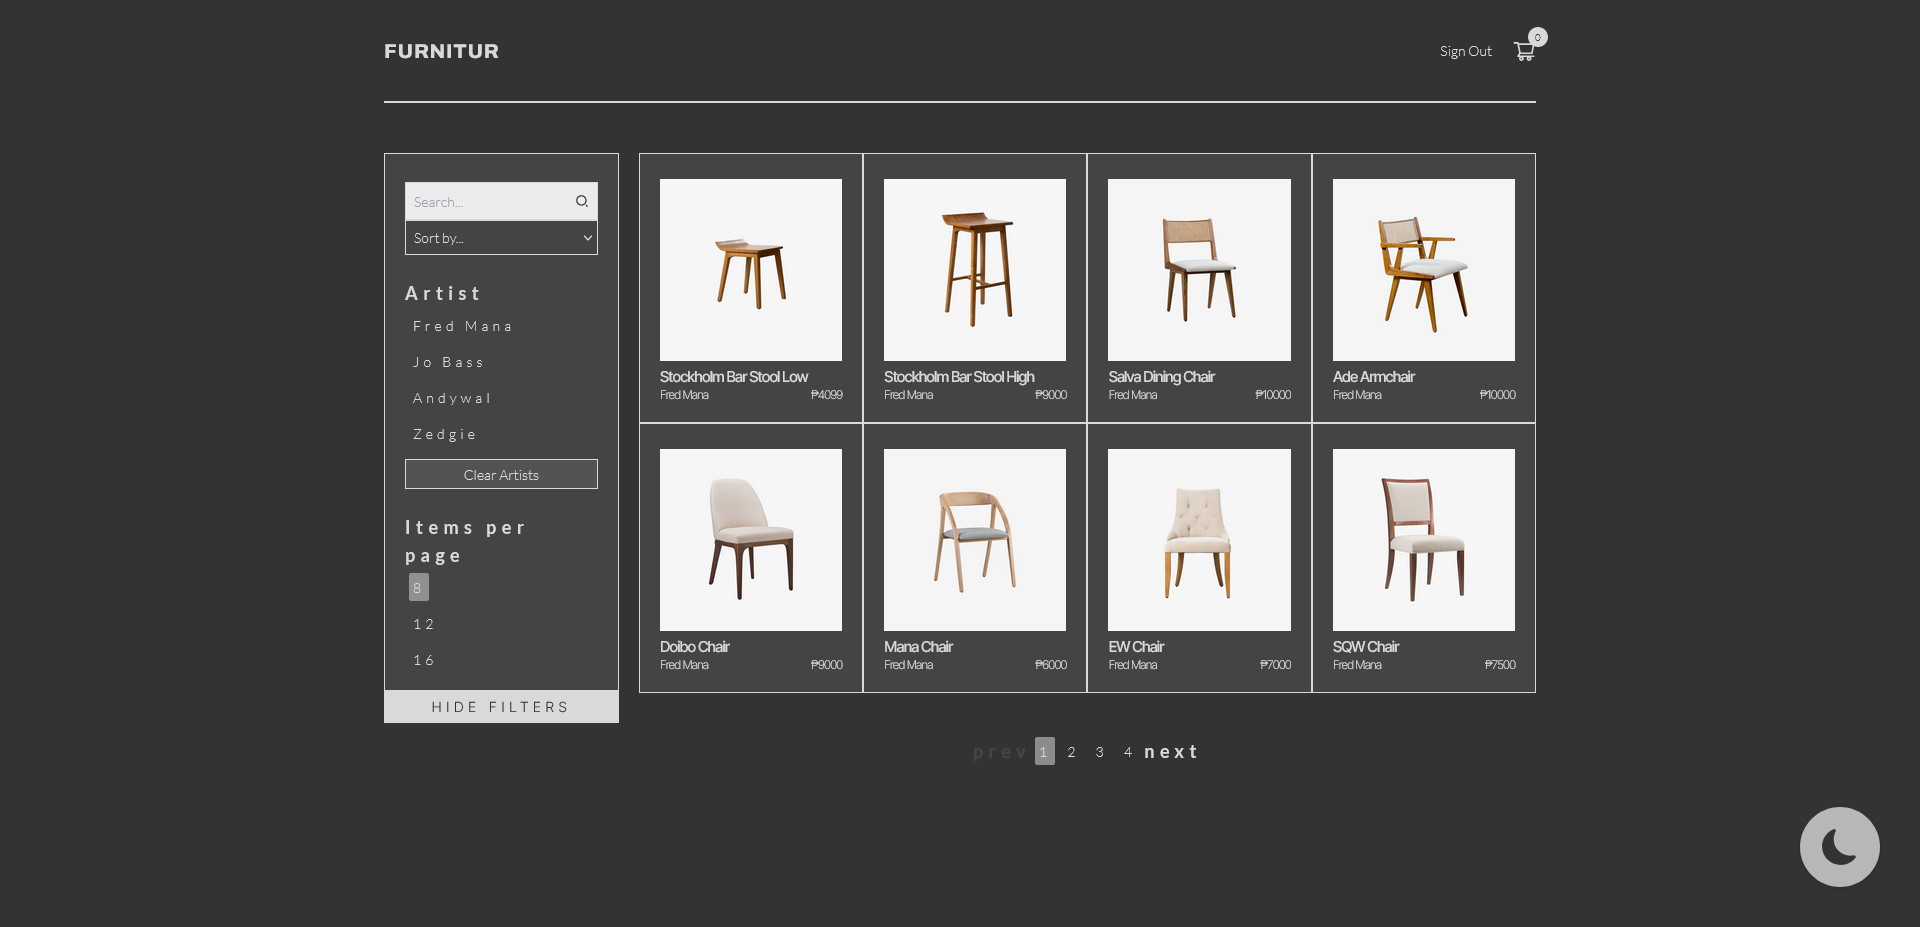 FURNITUR
Sign Out
0
Search...
Sort by...
Artist
Fred Mana
Jo Bass
Andywal
Zedgie
Clear Artists
Items per
page
8
12
16
HIDE FILTERS
Stockholm Bar Stool Low
Fred Mana ₱4099
Stockholm Bar Stool High
Fred Mana ₱9000
Salva Dining Chair
Fred Mana ₱10000
Ade Armchair
Fred Mana ₱10000
Doibo Chair
Fred Mana ₱9000
Mana Chair
Fred Mana ₱6000
EW Chair
Fred Mana ₱7000
SQW Chair
Fred Mana ₱7500
prev 1 2 3 4 next